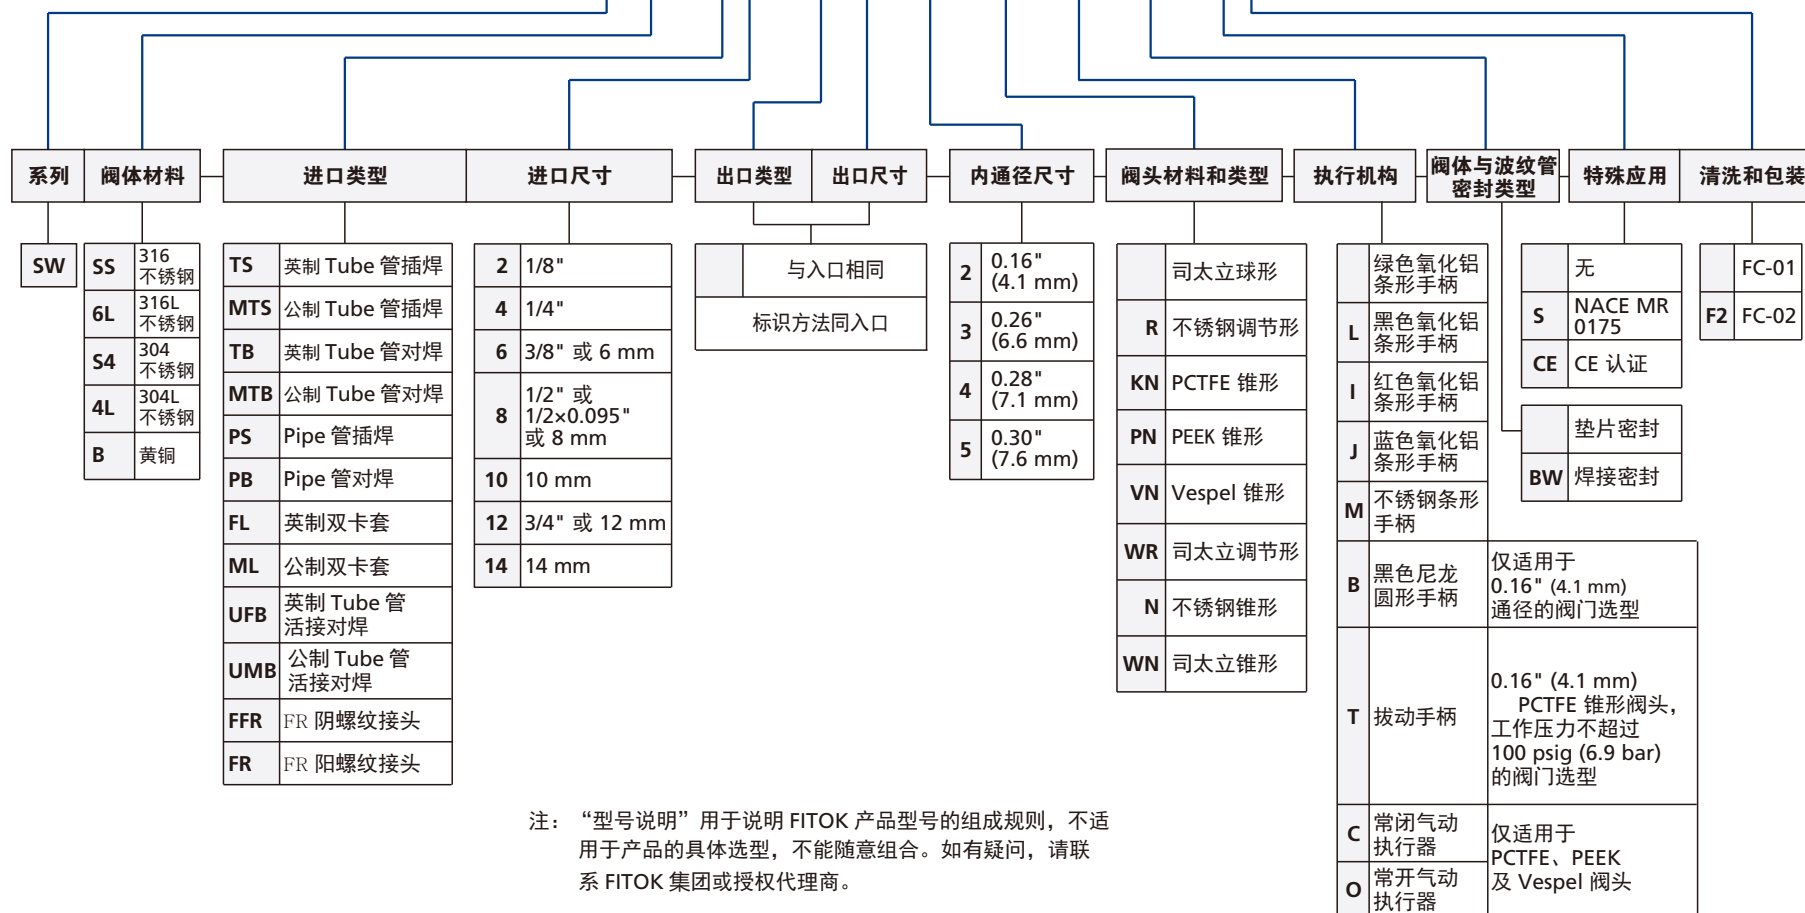 系列
阀体材料
进口类型
进口尺寸
出口类型
出口尺寸
内通径尺寸
阀头材料和类型
执行机构
阀体与波纹管
密封类型
特殊应用
清洗和包装
SW
SS 316
不锈钢
6L 316L
不锈钢
S4 304
不锈钢
4L 304L
不锈钢
B 黄铜
TS 英制 Tube 管插焊
MTS 公制 Tube 管插焊
TB 英制 Tube 管对焊
MTB 公制 Tube 管对焊
PS Pipe 管插焊
PB Pipe 管对焊
FL 英制双卡套
ML 公制双卡套
UFB 英制 Tube 管
活接对焊
UMB 公制 Tube 管
活接对焊
FFR FR 阴螺纹接头
FR FR 阳螺纹接头
2 1/8"
4 1/4"
6 3/8" 或 6 mm
8 1/2" 或
1/2×0.095"
或 8 mm
10 10 mm
12 3/4" 或 12 mm
14 14 mm
与入口相同
标识方法同入口
2 0.16"
(4.1 mm)
3 0.26"
(6.6 mm)
4 0.28"
(7.1 mm)
5 0.30"
(7.6 mm)
司太立球形
R 不锈钢调节形
KN PCTFE 锥形
PN PEEK 锥形
VN Vespel 锥形
WR 司太立调节形
N 不锈钢锥形
WN 司太立锥形
绿色氧化铝
条形手柄
L 黑色氧化铝
条形手柄
I 红色氧化铝
条形手柄
J 蓝色氧化铝
条形手柄
M 不锈钢条形
手柄
B 黑色尼龙
圆形手柄
仅适用于
0.16" (4.1 mm)
通径的阀门选型
T 拔动手柄
0.16" (4.1 mm)
PCTFE 锥形阀头，
工作压力不超过
100 psig (6.9 bar)
的阀门选型
C 常闭气动
执行器
O 常开气动
执行器
仅适用于
PCTFE、PEEK
及 Vespel 阀头
无
S NACE MR
0175
CE CE 认证
垫片密封
BW 焊接密封
FC-01
F2 FC-02
注： “型号说明”用于说明 FITOK 产品型号的组成规则，不适
用于产品的具体选型，不能随意组合。如有疑问，请联
系 FITOK 集团或授权代理商。